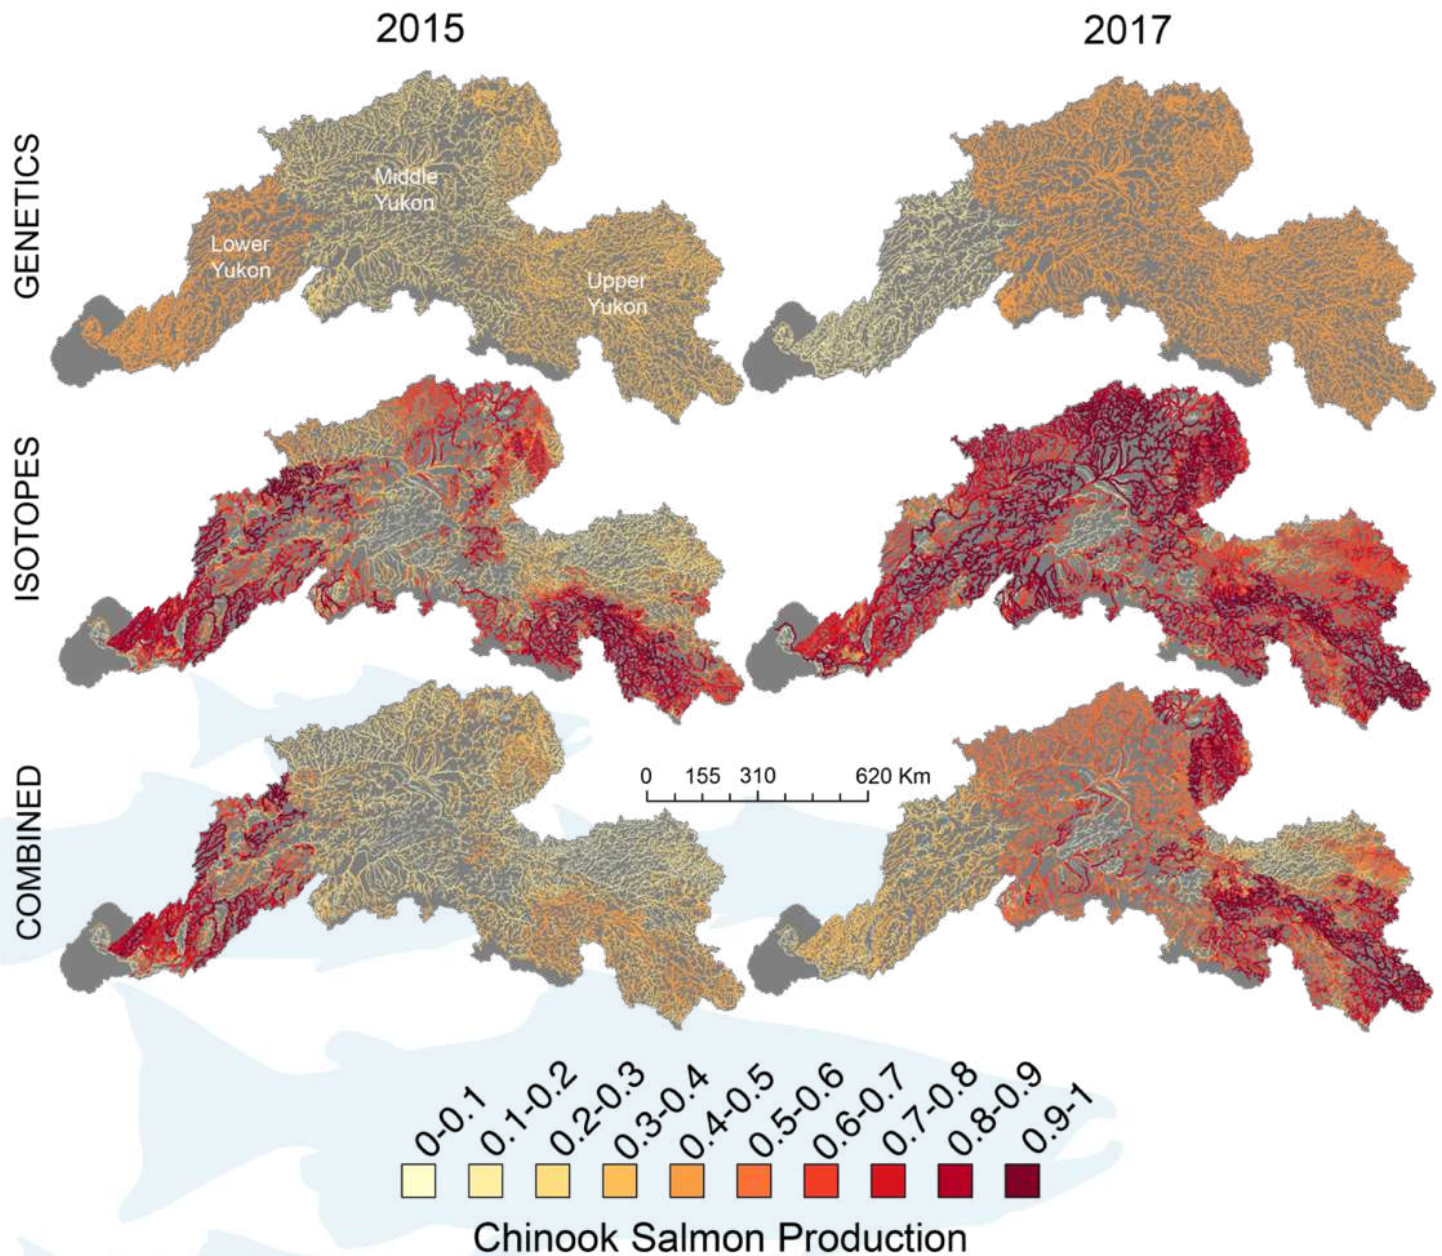 2015
2017
GENETICS
Middle
Yukon
Lower
Yukon
Upper
Yukon
ISOTOPES
COMBINED
0 155 310 620 Km
0-0.1
0.1-0.2
0.2-0.3
0.3-0.4
0.4-0.5
0.5-0.6
0.6-0.7
0.7-0.8
0.8-0.9
0.9-1
Chinook Salmon Production